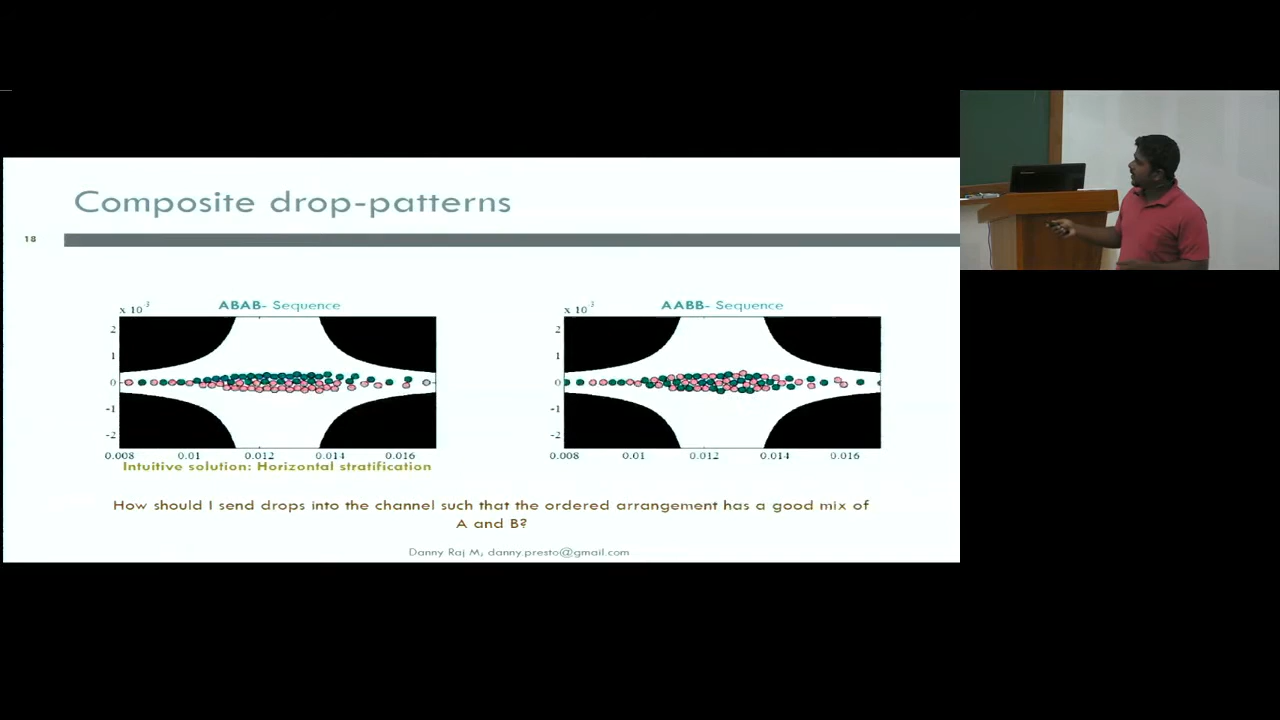 Composite drop-patterns
18
ABAB- Sequence
x 10⁻³
2
1
0
-1
-2
0.008 0.01 0.012 0.014 0.016
Intuitive solution: Horizontal stratification
AABB- Sequence
x 10⁻³
2
1
0
-1
-2
0.008 0.01 0.012 0.014 0.016
How should I send drops into the channel such that the ordered arrangement has a good mix of
A and B?
Danny Raj M, danny.presto@gmail.com